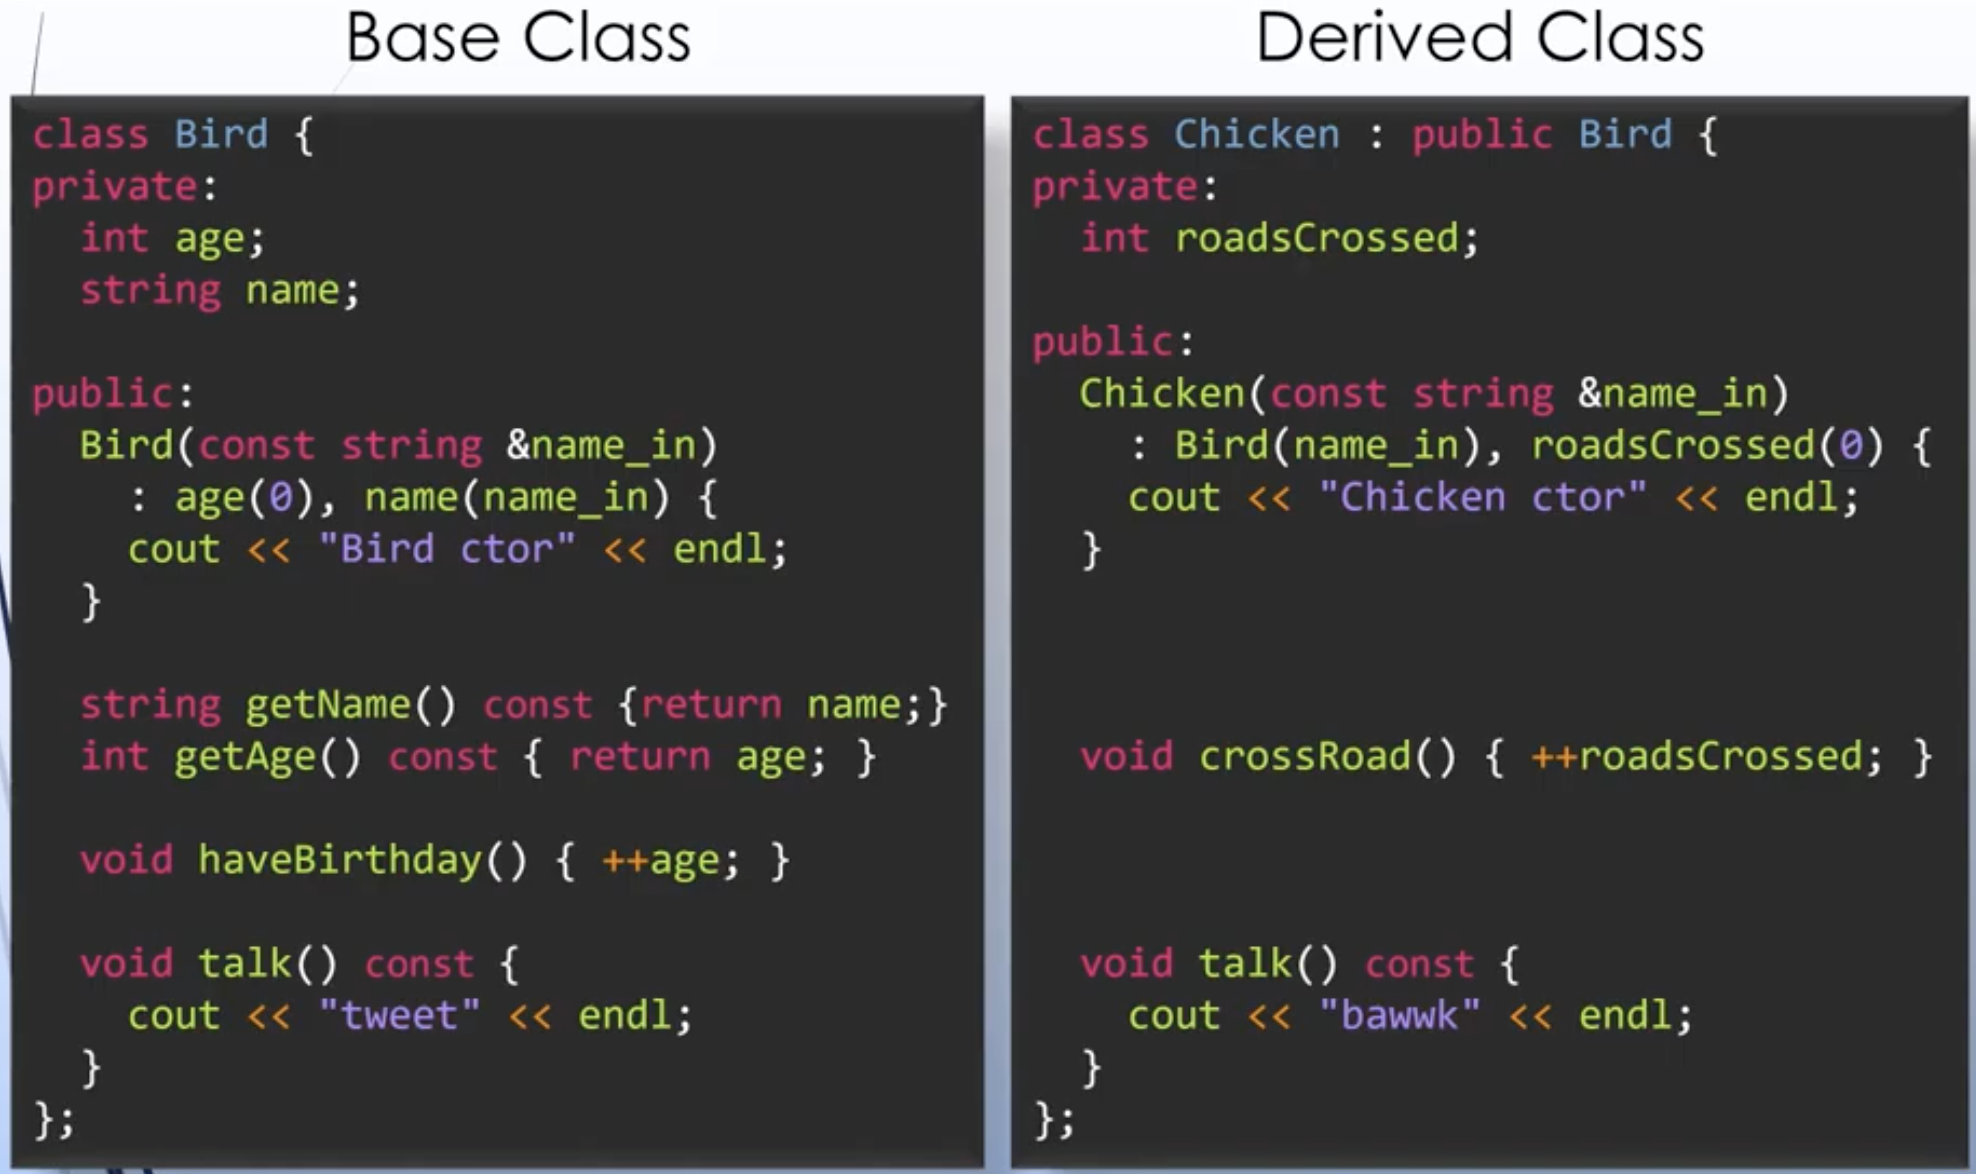 Base Class
class Bird {
private:
  int age;
  string name;
public:
  Bird(const string &name_in)
    : age(0), name(name_in) {
    cout << "Bird ctor" << endl;
  }
  string getName() const {return name;}
  int getAge() const { return age; }
  void haveBirthday() { ++age; }
  void talk() const {
    cout << "tweet" << endl;
  }
};
Derived Class
class Chicken : public Bird {
private:
  int roadsCrossed;
public:
  Chicken(const string &name_in)
    : Bird(name_in), roadsCrossed(0) {
    cout << "Chicken ctor" << endl;
  }
  void crossRoad() { ++roadsCrossed; }
  void talk() const {
    cout << "bawwk" << endl;
  }
};